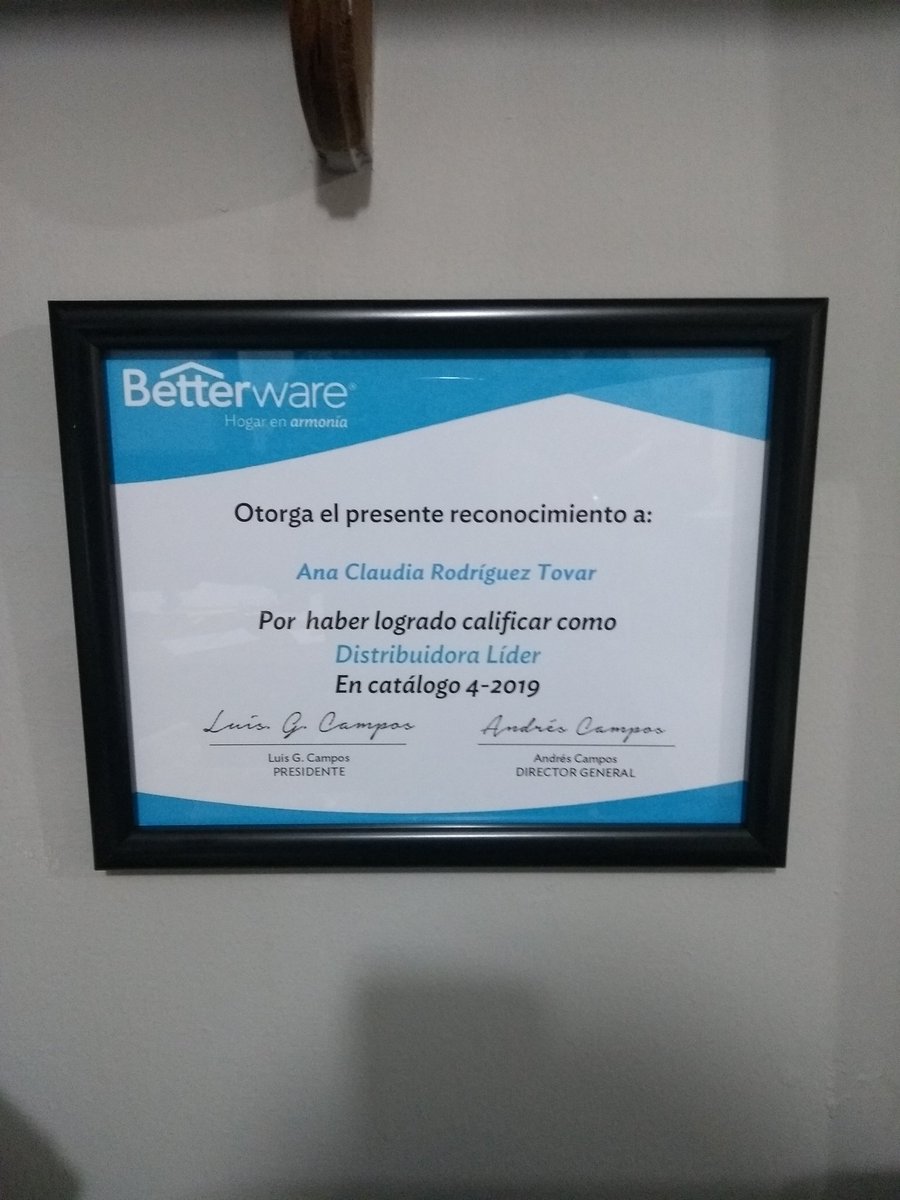 Betterware®
Hogar en armonía
Otorga el presente reconocimiento a:
Ana Claudia Rodríguez Tovar
Por haber logrado calificar como
Distribuidora Líder
En catálogo 4-2019
Luis. G. Campos Andrés Campos
Luis G. Campos Andrés Campos
PRESIDENTE DIRECTOR GENERAL